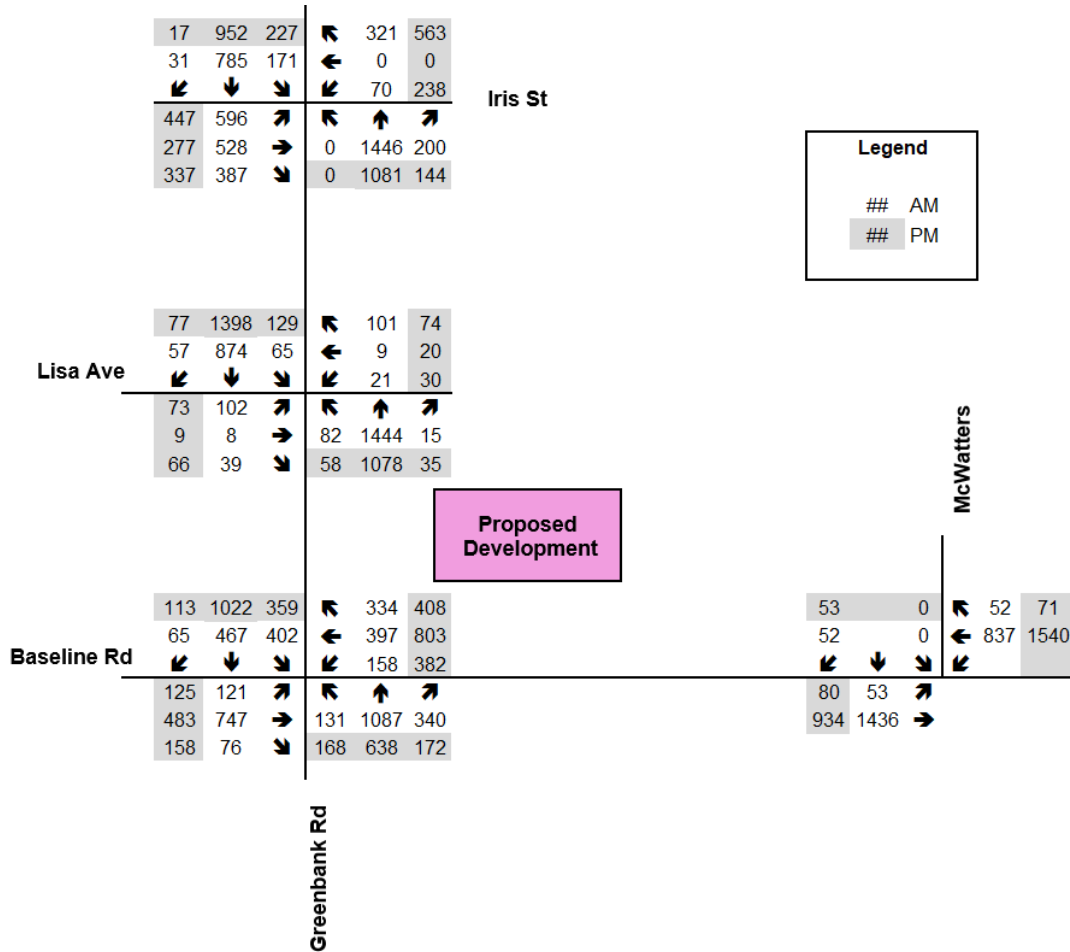 17 952 227 321 563
31 785 171 0 0
70 238
Iris St
447 596
277 528 0 1446 200
337 387 0 1081 144
Legend
## AM
## PM
77 1398 129 101 74
57 874 65 9 20
Lisa Ave
21 30
73 102
9 8 82 1444 15
66 39 58 1078 35
McWatters
Proposed
Development
113 1022 359 334 408
65 467 402 397 803
Baseline Rd
158 382
125 121
483 747 131 1087 340
158 76 168 638 172
53 0 52 71
52 0 837 1540
80 53
934 1436
Greenbank Rd